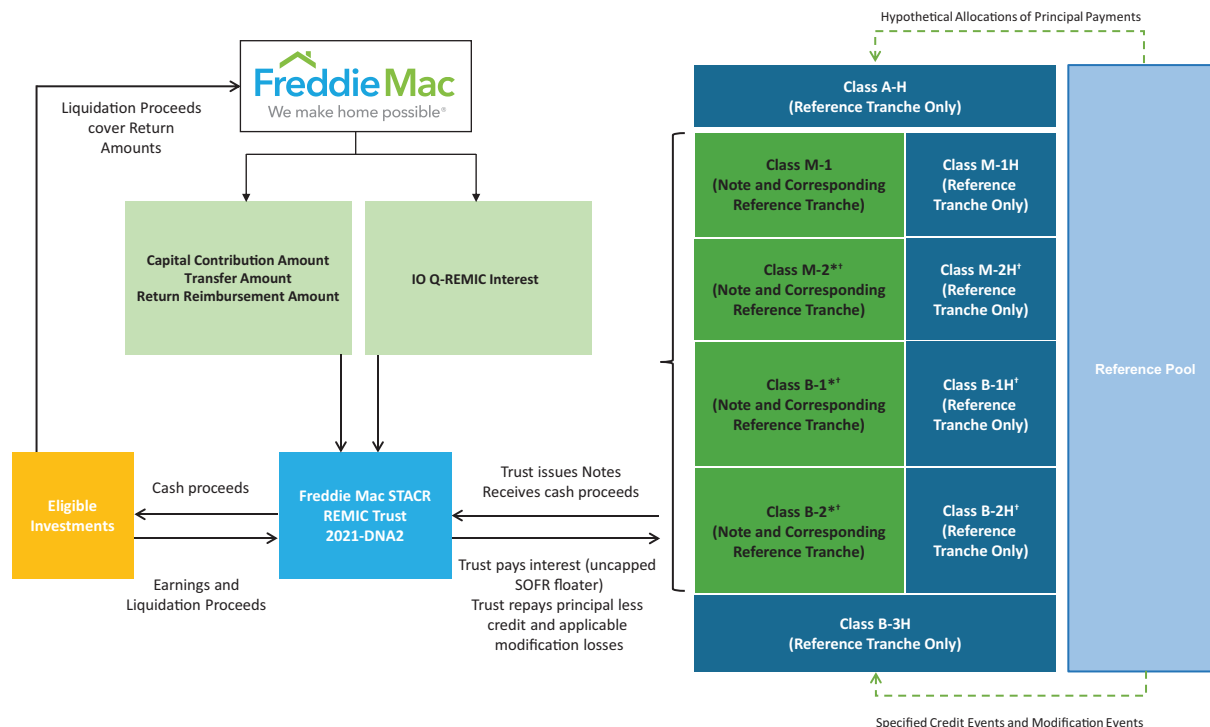 Hypothetical Allocations of Principal Payments
FreddieMac
We make home possible®
Liquidation Proceeds
cover Return
Amounts
Capital Contribution Amount
Transfer Amount
Return Reimbursement Amount
IO Q-REMIC Interest
Eligible
Investments
Cash proceeds
Earnings and
Liquidation Proceeds
Freddie Mac STACR
REMIC Trust
2021-DNA2
Trust issues Notes
Receives cash proceeds
Trust pays interest (uncapped
SOFR floater)
Trust repays principal less
credit and applicable
modification losses
Class A-H
(Reference Tranche Only)
Class M-1
(Note and Corresponding
Reference Tranche)
Class M-1H
(Reference
Tranche Only)
Class M-2*†
(Note and Corresponding
Reference Tranche)
Class M-2H†
(Reference
Tranche Only)
Class B-1*†
(Note and Corresponding
Reference Tranche)
Class B-1H†
(Reference
Tranche Only)
Class B-2*†
(Note and Corresponding
Reference Tranche)
Class B-2H†
(Reference
Tranche Only)
Class B-3H
(Reference Tranche Only)
Reference Pool
Specified Credit Events and Modification Events